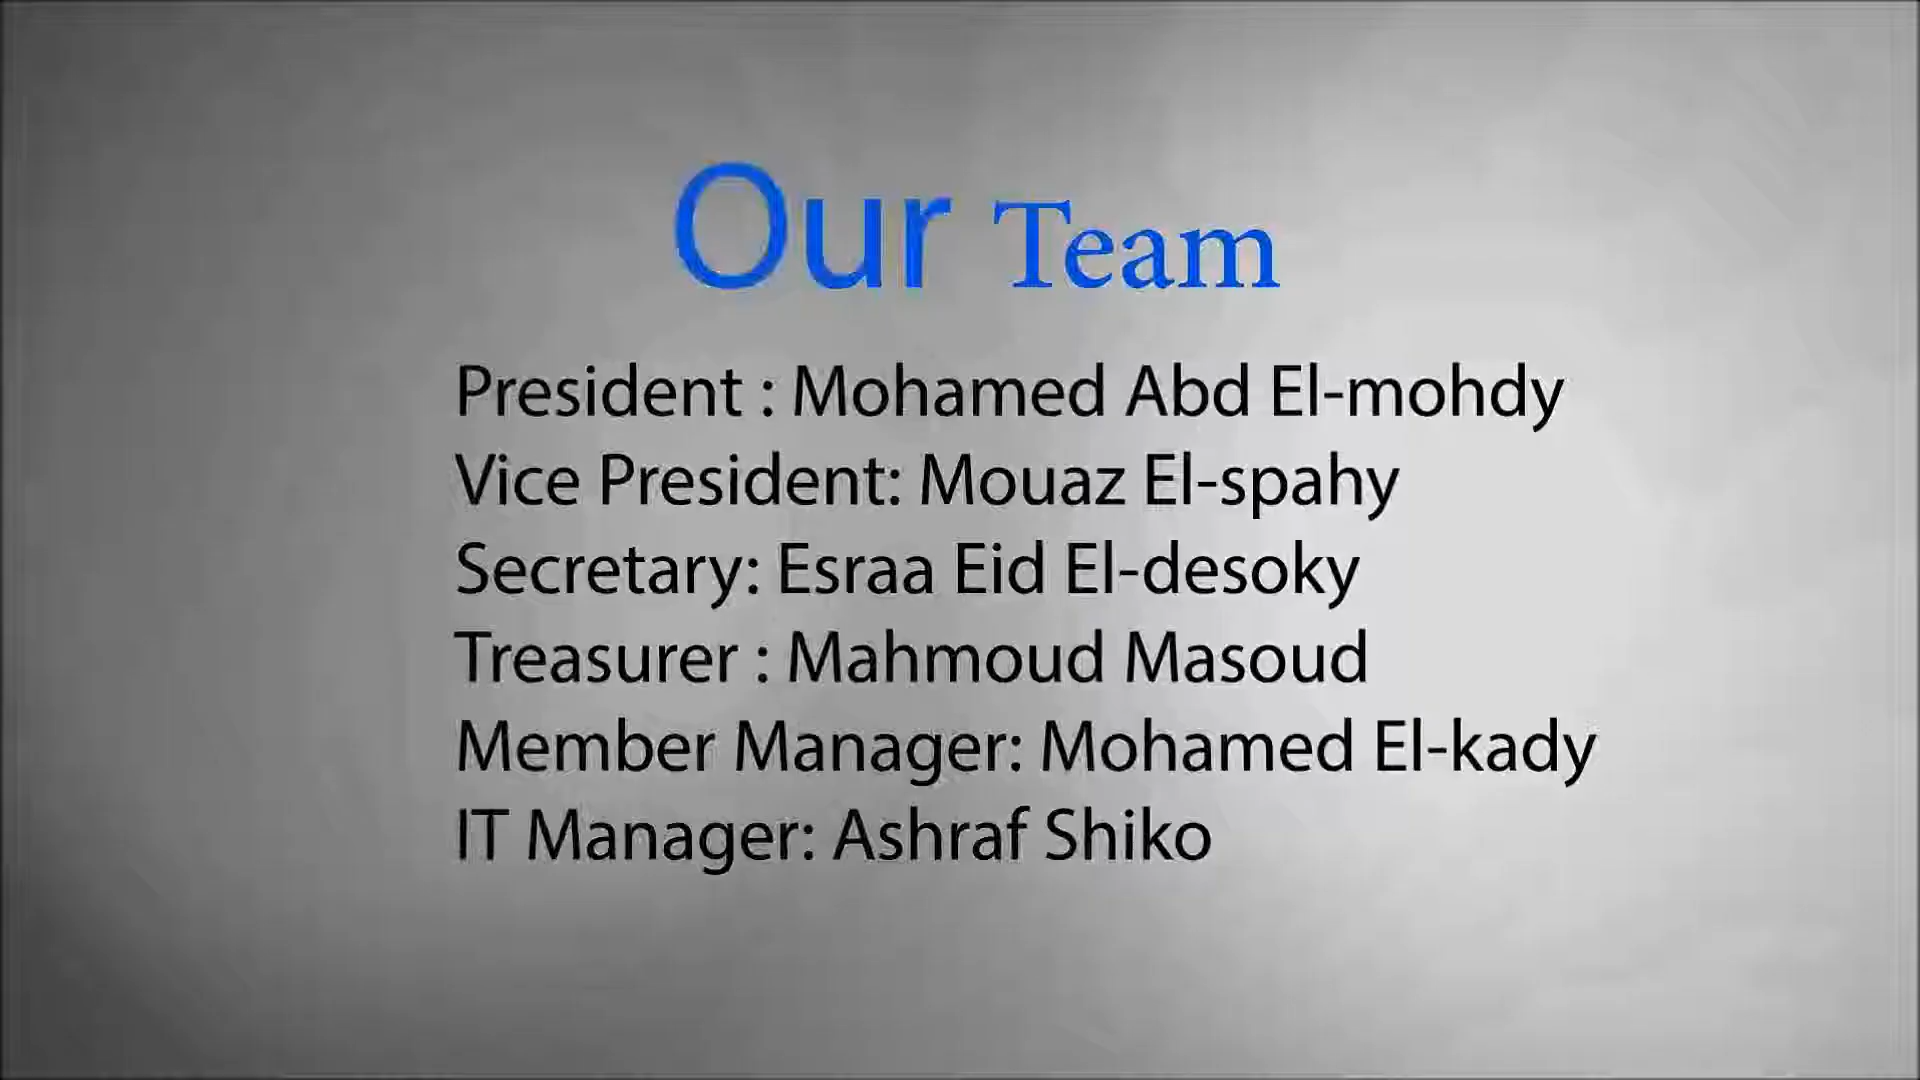 Our Team
President : Mohamed Abd El-mohdy
Vice President: Mouaz El-spahy
Secretary: Esraa Eid El-desoky
Treasurer : Mahmoud Masoud
Member Manager: Mohamed El-kady
IT Manager: Ashraf Shiko